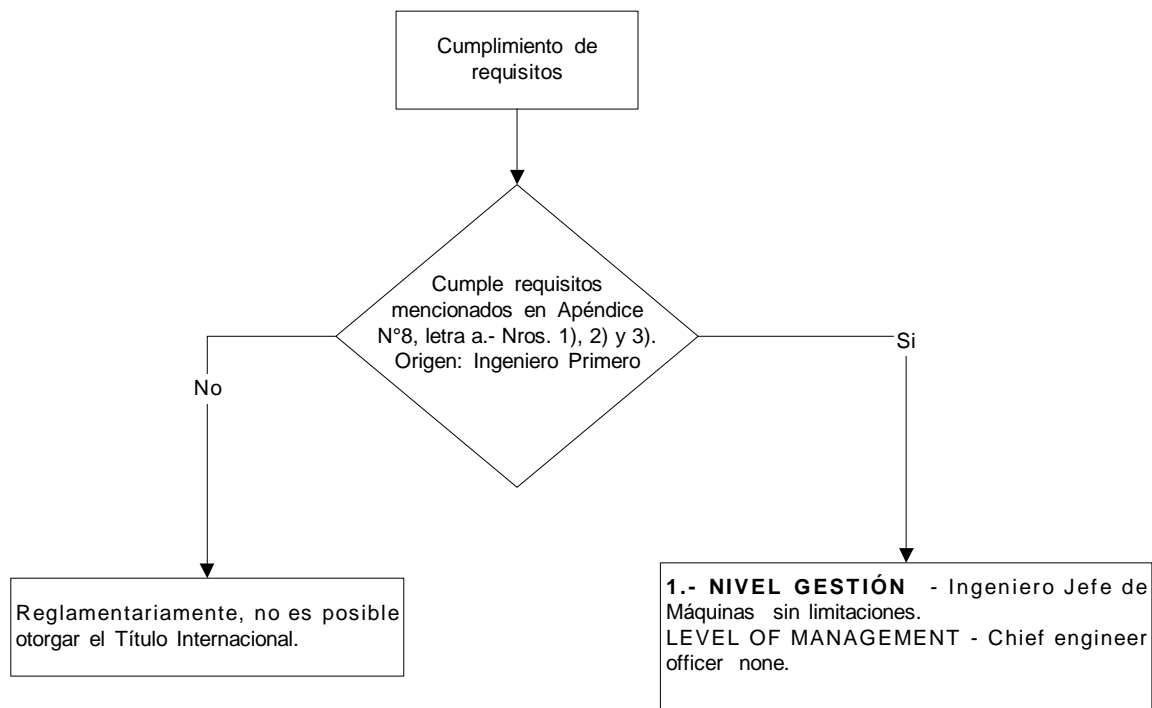 Cumplimiento de
requisitos
Cumple requisitos
mencionados en Apéndice
N°8, letra a.- Nros. 1), 2) y 3).
Origen: Ingeniero Primero
Si
No
Reglamentariamente, no es posible
otorgar el Título Internacional.
1.- NIVEL GESTIÓN - Ingeniero Jefe de
Máquinas sin limitaciones.
LEVEL OF MANAGEMENT - Chief engineer
officer none.